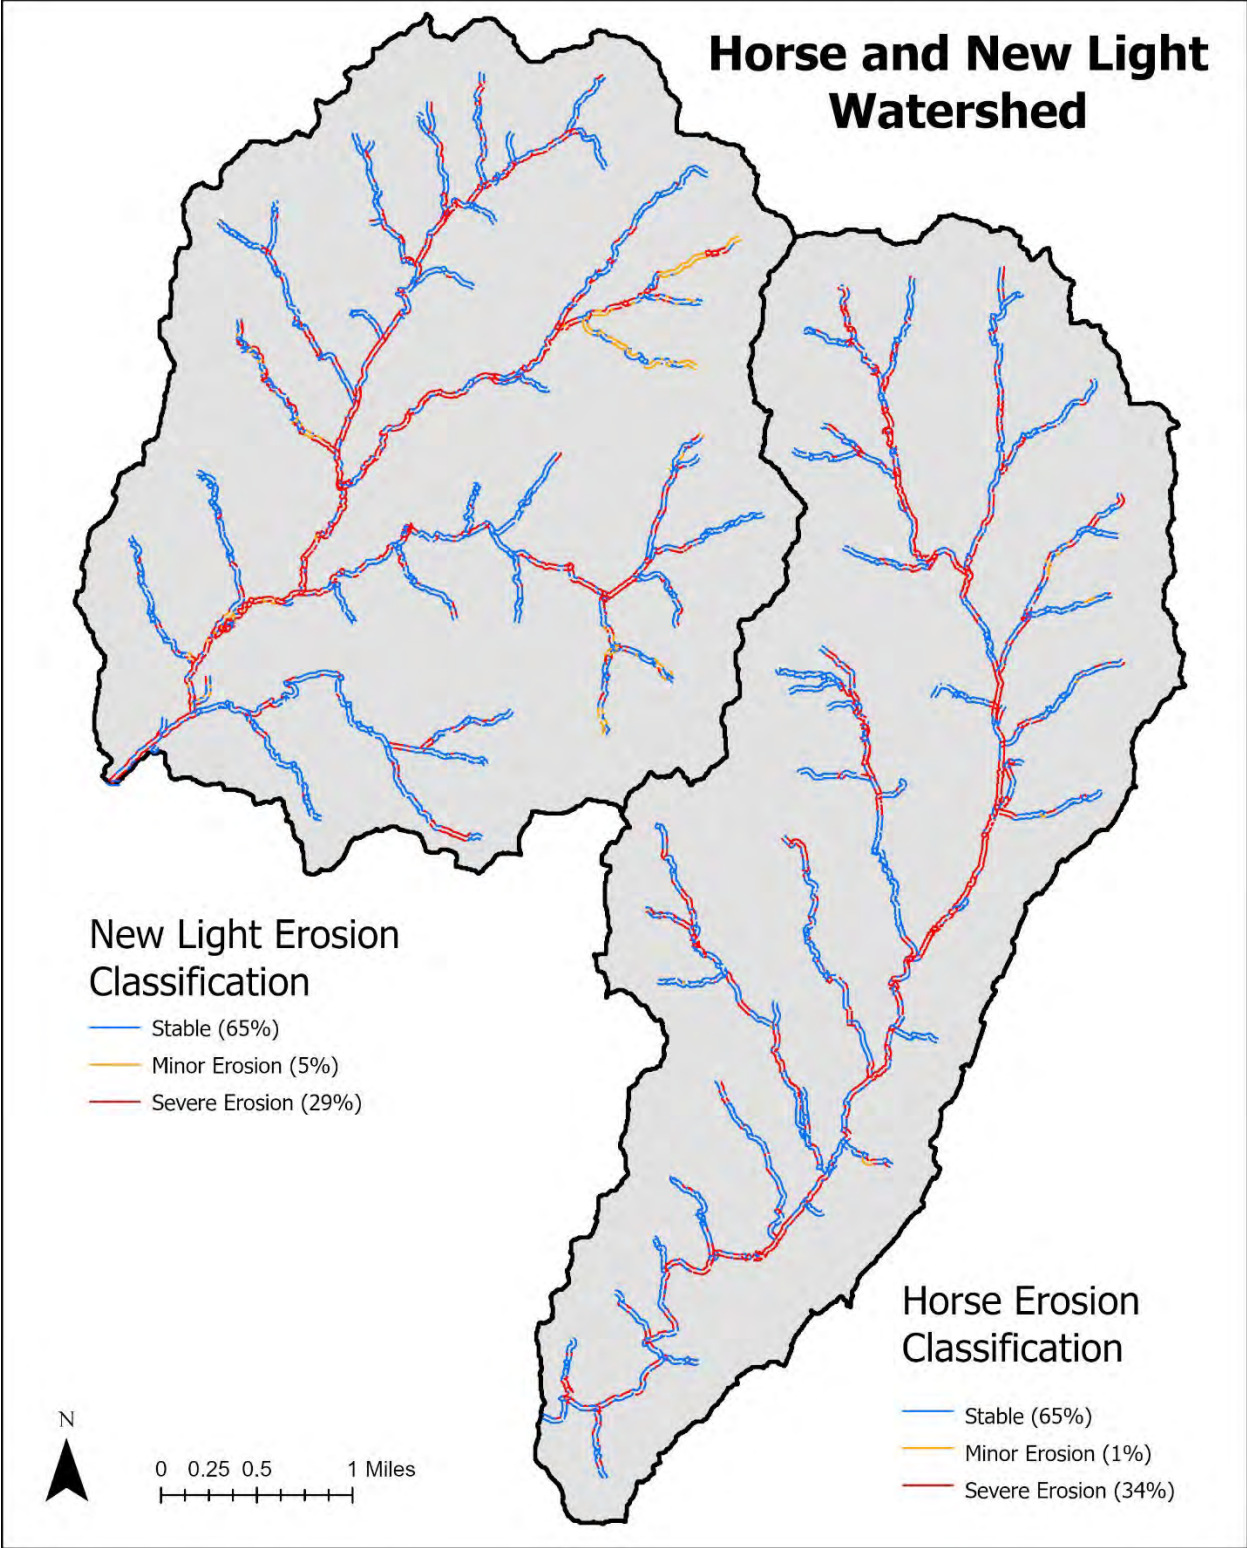 Horse and New Light
Watershed
New Light Erosion
Classification
Stable (65%)
Minor Erosion (5%)
Severe Erosion (29%)
Horse Erosion
Classification
Stable (65%)
Minor Erosion (1%)
Severe Erosion (34%)
N
0 0.25 0.5 1 Miles